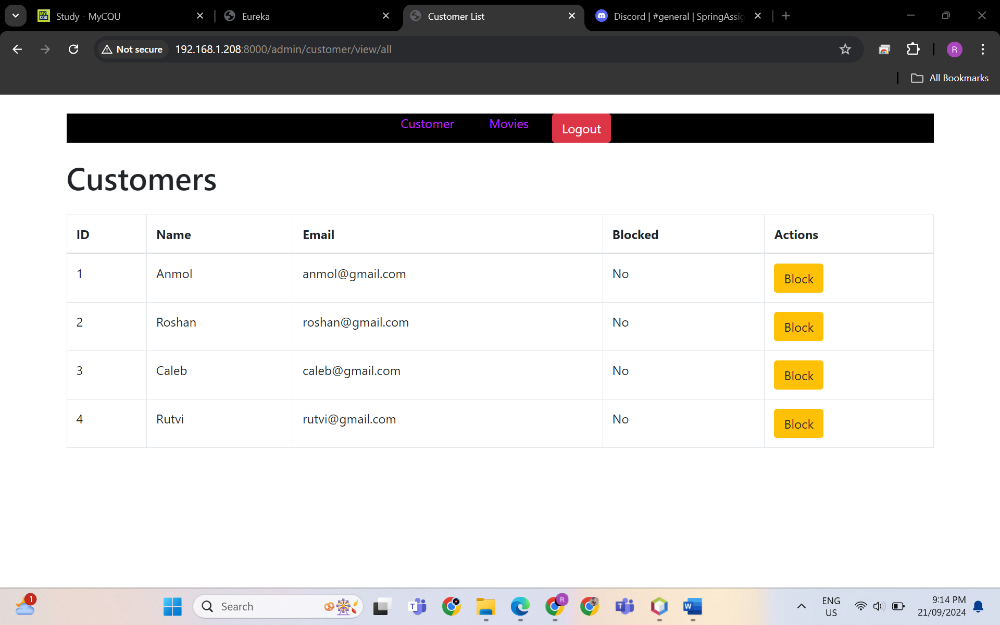 Study - MyCQU
Eureka
Customer List
Discord | #general | SpringAssig
Not secure
192.168.1.208:8000/admin/customer/view/all
R
All Bookmarks
Customer Movies Logout
Customers
ID Name Email Blocked Actions
1 Anmol anmol@gmail.com No Block
2 Roshan roshan@gmail.com No Block
3 Caleb caleb@gmail.com No Block
4 Rutvi rutvi@gmail.com No Block
1
Search
R
ENG
US
9:14 PM
21/09/2024